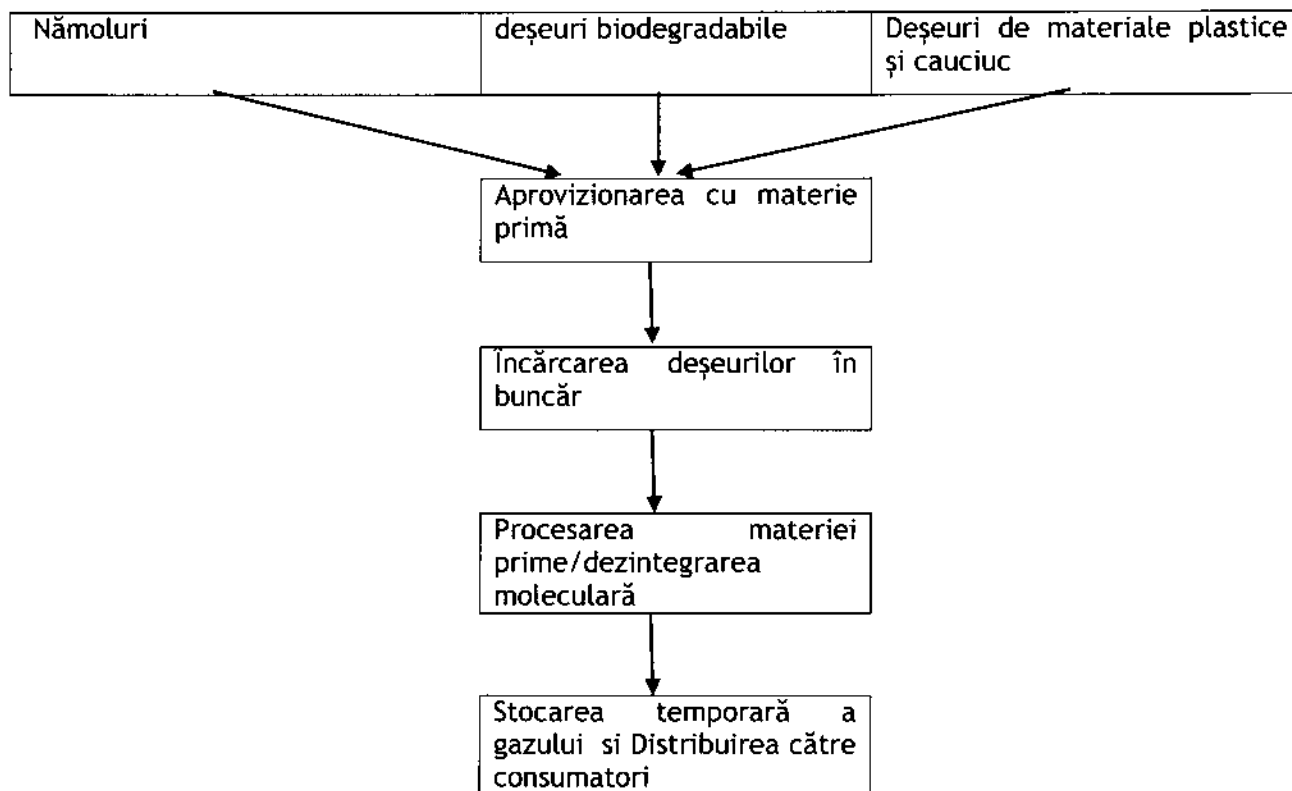 Nămoluri
deșeuri biodegradabile
Deșeuri de materiale plastice
și cauciuc
Aprovizionarea cu materie
primă
Încărcarea deșeurilor în
buncăr
Procesarea materiei
prime/dezintegrarea
moleculară
Stocarea temporară a
gazului si Distribuirea către
consumatori